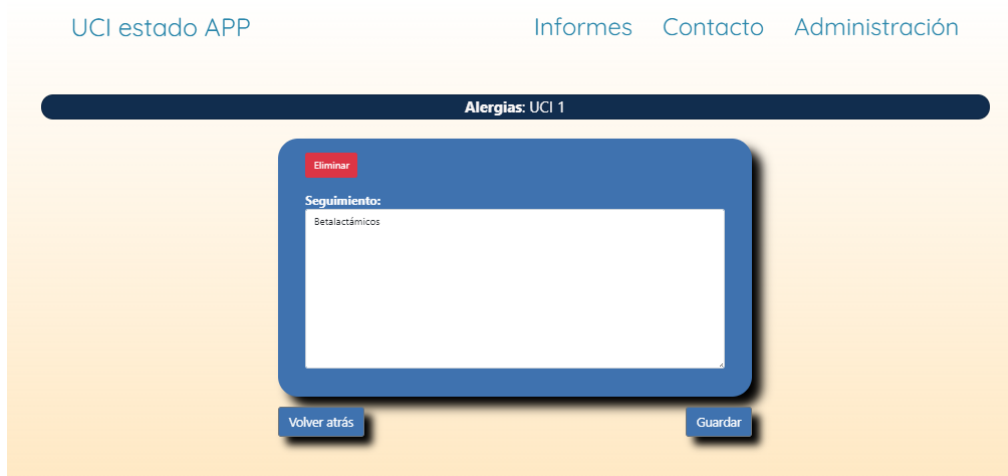 UCI estado APP Informes Contacto Administración
Alergias: UCI 1
Eliminar
Seguimiento:
Betalactámicos
Volver atrás Guardar